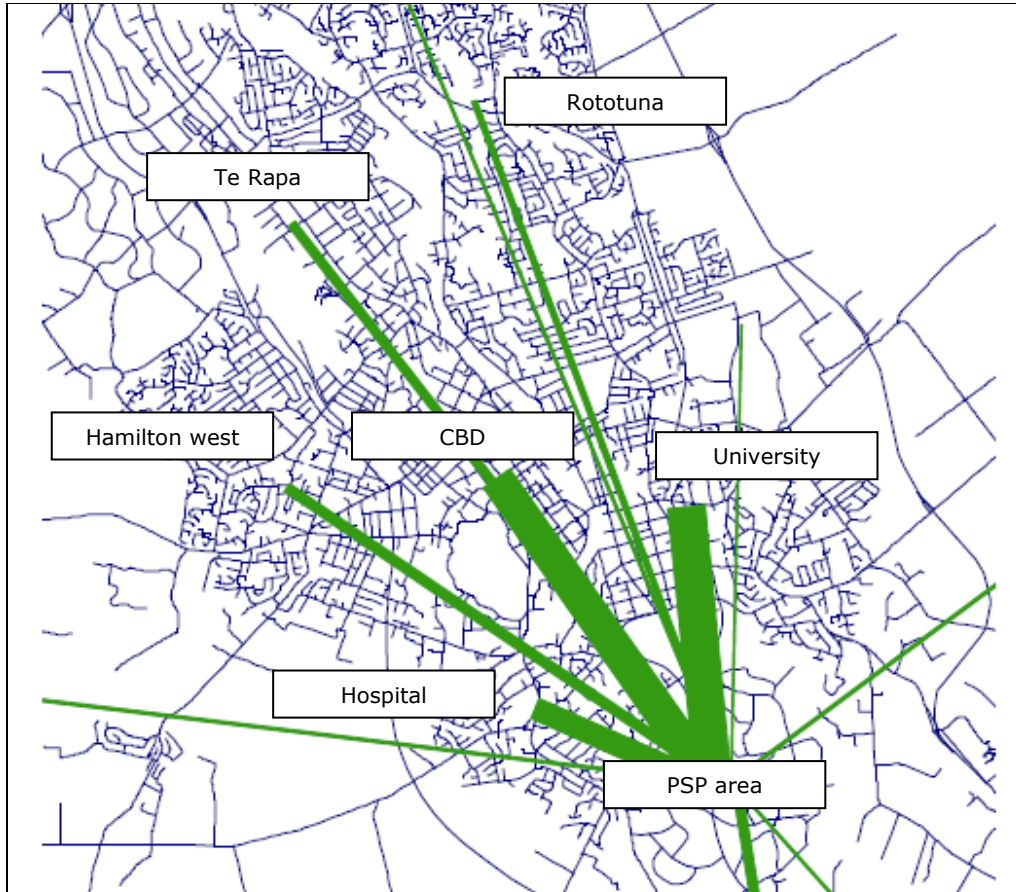 Rototuna
Te Rapa
Hamilton west
CBD
University
Hospital
PSP area